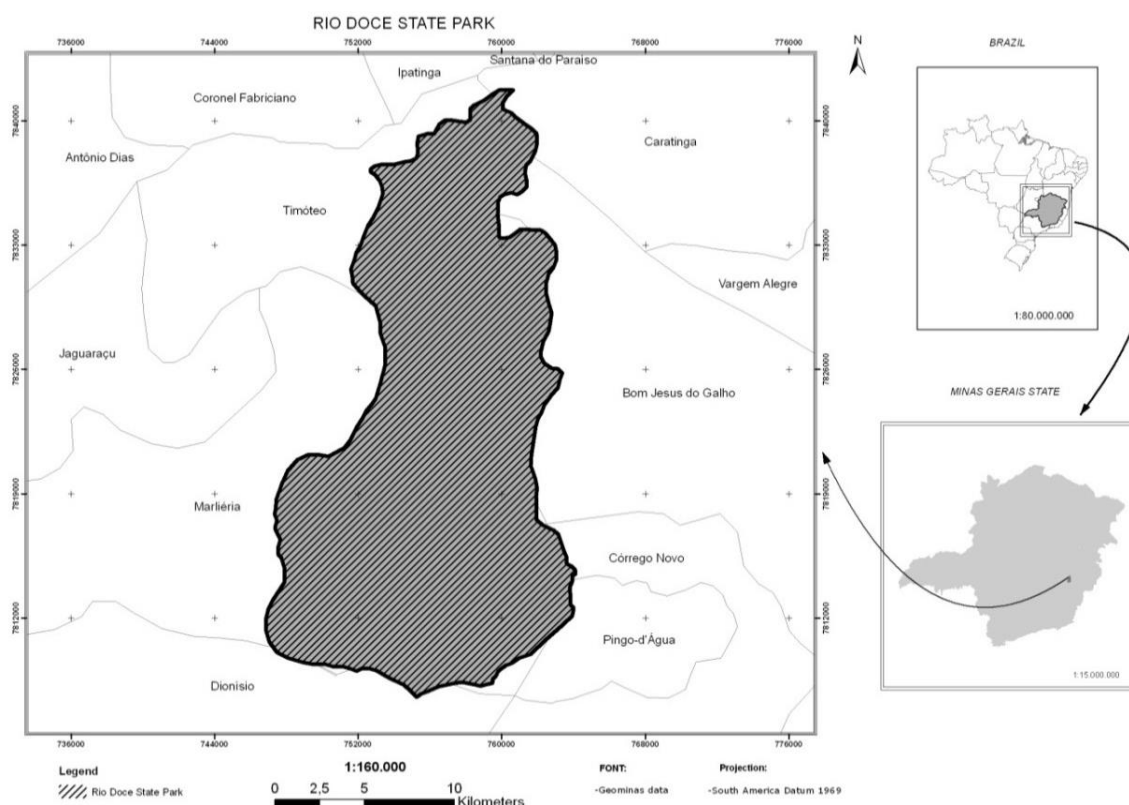 RIO DOCE STATE PARK
736000 744000 752000 760000 768000 776000
Santana do Paraíso
Ipatinga
Coronel Fabriciano
7840000 7840000
Caratinga
Antônio Dias
Timóteo
7833000 7833000
Vargem Alegre
Jaguaraçu
7826000 7826000
Bom Jesus do Galho
7819000 7819000
Marliéria
Córrego Novo
7812000 7812000
Pingo-d'Água
Dionísio
736000 744000 752000 760000 768000 776000
N
BRAZIL
1:80.000.000
MINAS GERAIS STATE
1:15.000.000
Legend
Rio Doce State Park
1:160.000
0 2,5 5 10
Kilometers
FONT:
-Geominas data
Projection:
-South America Datum 1969